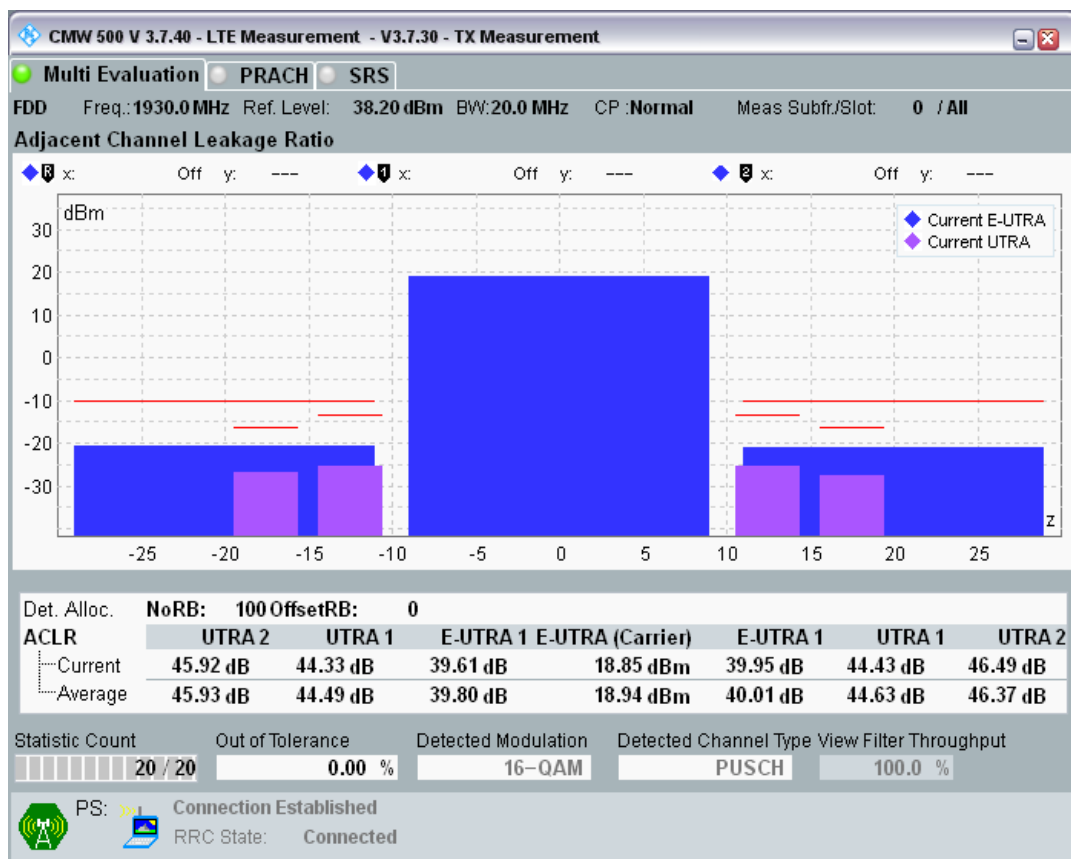 CMW 500 V 3.7.40 - LTE Measurement - V3.7.30 - TX Measurement
Multi Evaluation PRACH SRS
FDD Freq.: 1930.0 MHz Ref. Level: 38.20 dBm BW: 20.0 MHz CP : Normal Meas Subfr./Slot: 0 / All
Adjacent Channel Leakage Ratio
R x: Off y: --- 1 x: Off y: --- 2 x: Off y: ---
dBm
Current E-UTRA
Current UTRA
30
20
10
0
-10
-20
-30
z
-25 -20 -15 -10 -5 0 5 10 15 20 25
Det. Alloc. NoRB: 100 OffsetRB: 0
ACLR UTRA 2 UTRA 1 E-UTRA 1 E-UTRA (Carrier) E-UTRA 1 UTRA 1 UTRA 2
Current 45.92 dB 44.33 dB 39.61 dB 18.85 dBm 39.95 dB 44.43 dB 46.49 dB
Average 45.93 dB 44.49 dB 39.80 dB 18.94 dBm 40.01 dB 44.63 dB 46.37 dB
Statistic Count Out of Tolerance Detected Modulation Detected Channel Type View Filter Throughput
20 / 20 0.00 % 16-QAM PUSCH 100.0 %
PS: Connection Established
RRC State: Connected